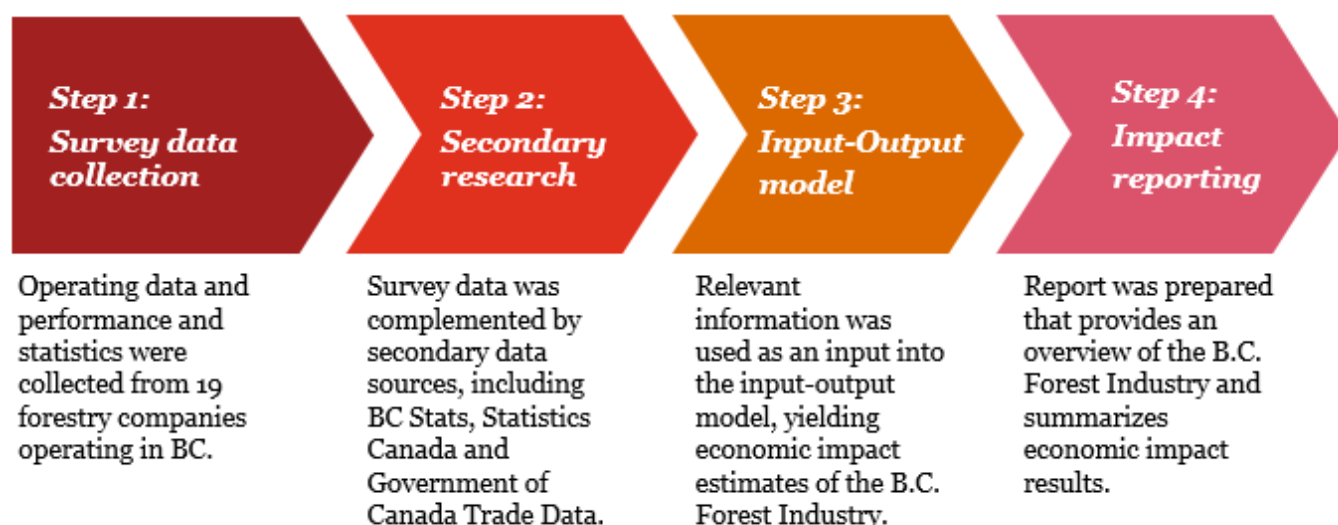 Step 1:
Survey data
collection
Operating data and
performance and
statistics were
collected from 19
forestry companies
operating in BC.
Step 2:
Secondary
research
Survey data was
complemented by
secondary data
sources, including
BC Stats, Statistics
Canada and
Government of
Canada Trade Data.
Step 3:
Input-Output
model
Relevant
information was
used as an input into
the input-output
model, yielding
economic impact
estimates of the B.C.
Forest Industry.
Step 4:
Impact
reporting
Report was prepared
that provides an
overview of the B.C.
Forest Industry and
summarizes
economic impact
results.